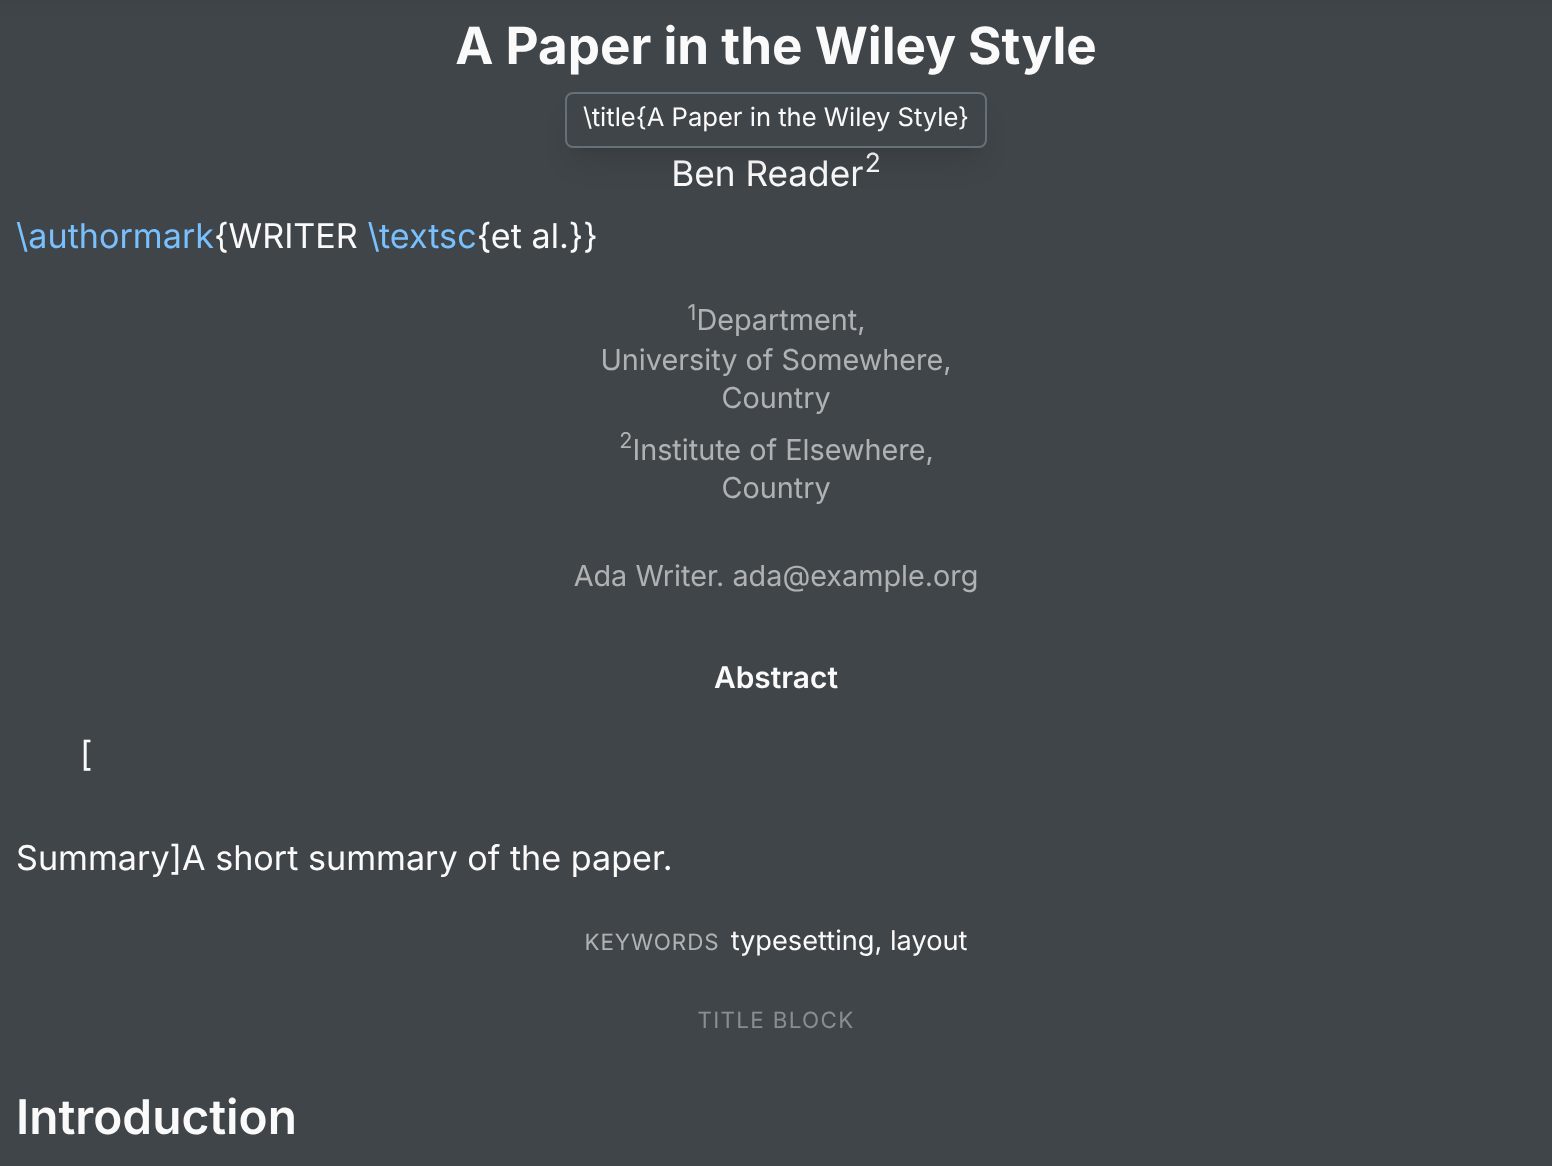 A Paper in the Wiley Style
\title{A Paper in the Wiley Style}
Ben Reader2
\authormark{WRITER \textsc{et al.}}
1Department,
University of Somewhere,
Country
2Institute of Elsewhere,
Country
Ada Writer. ada@example.org
Abstract
[
Summary]A short summary of the paper.
KEYWORDS typesetting, layout
TITLE BLOCK
Introduction